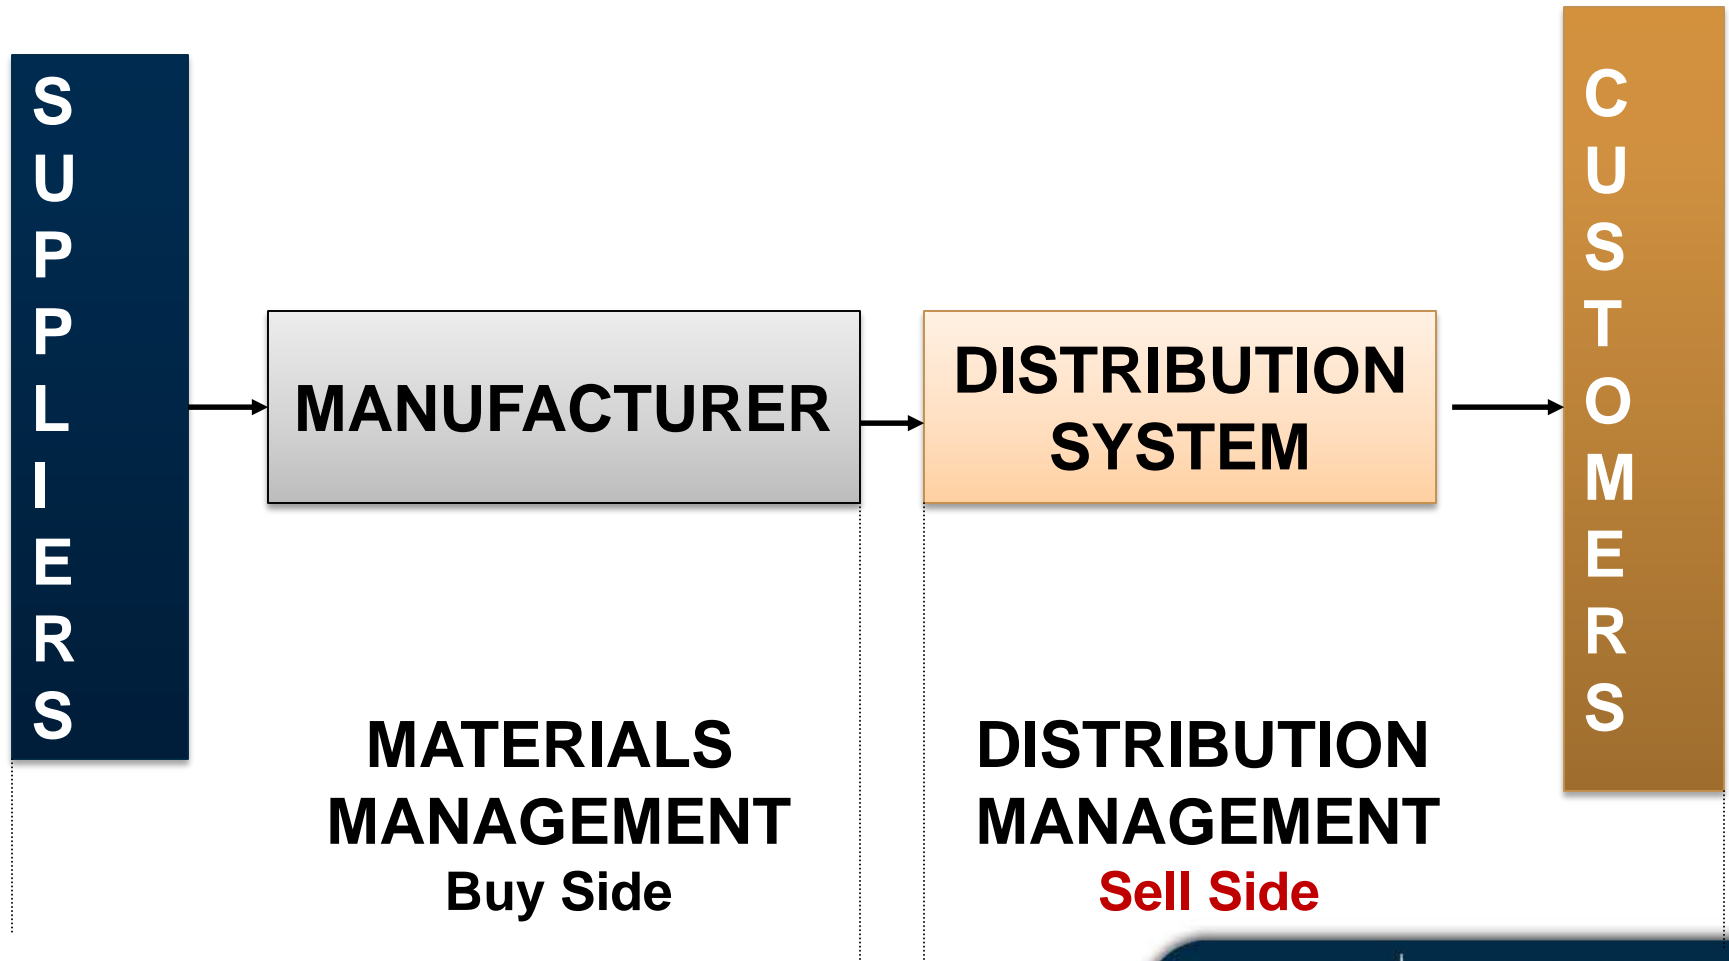 SUPPLIERS
MANUFACTURER
DISTRIBUTION
SYSTEM
CUSTOMERS
MATERIALS
MANAGEMENT
Buy Side
DISTRIBUTION
MANAGEMENT
Sell Side